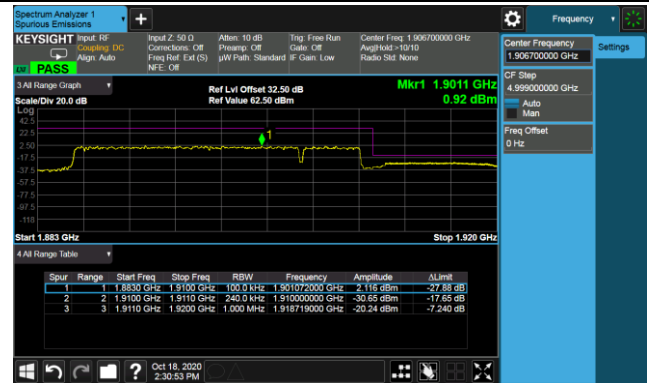 Spectrum Analyzer 1
Spurious Emissions
Frequency
KEYSIGHT
Input: RF
Coupling: DC
Align: Auto
Input Z: 50 Ω
Corrections: Off
Freq Ref: Ext (S)
NFE: Off
Atten: 10 dB
Preamp: Off
µW Path: Standard
Trig: Free Run
Gate: Off
IF Gain: Low
Center Freq: 1.906700000 GHz
Avg|Hold:>10/10
Radio Std: None
PASS
Center Frequency
1.906700000 GHz
Settings
CF Step
4.999000000 GHz
Auto
Man
Freq Offset
0 Hz
3 All Range Graph
Scale/Div 20.0 dB
Ref Lvl Offset 32.50 dB
Ref Value 62.50 dBm
Mkr1 1.9011 GHz
0.92 dBm
Log
42.5
22.5
2.50
-17.5
-37.5
-57.5
-77.5
-97.5
-118
1
Start 1.883 GHz
Stop 1.920 GHz
4 All Range Table
Spur Range Start Freq Stop Freq RBW Frequency Amplitude ΔLimit
1 1 1.8830 GHz 1.9100 GHz 100.0 kHz 1.901072000 GHz 2.116 dBm -27.88 dB
2 2 1.9100 GHz 1.9110 GHz 240.0 kHz 1.910000000 GHz -30.65 dBm -17.65 dB
3 3 1.9110 GHz 1.9200 GHz 1.000 MHz 1.918719000 GHz -20.24 dBm -7.240 dB
?
Oct 18, 2020
2:30:53 PM